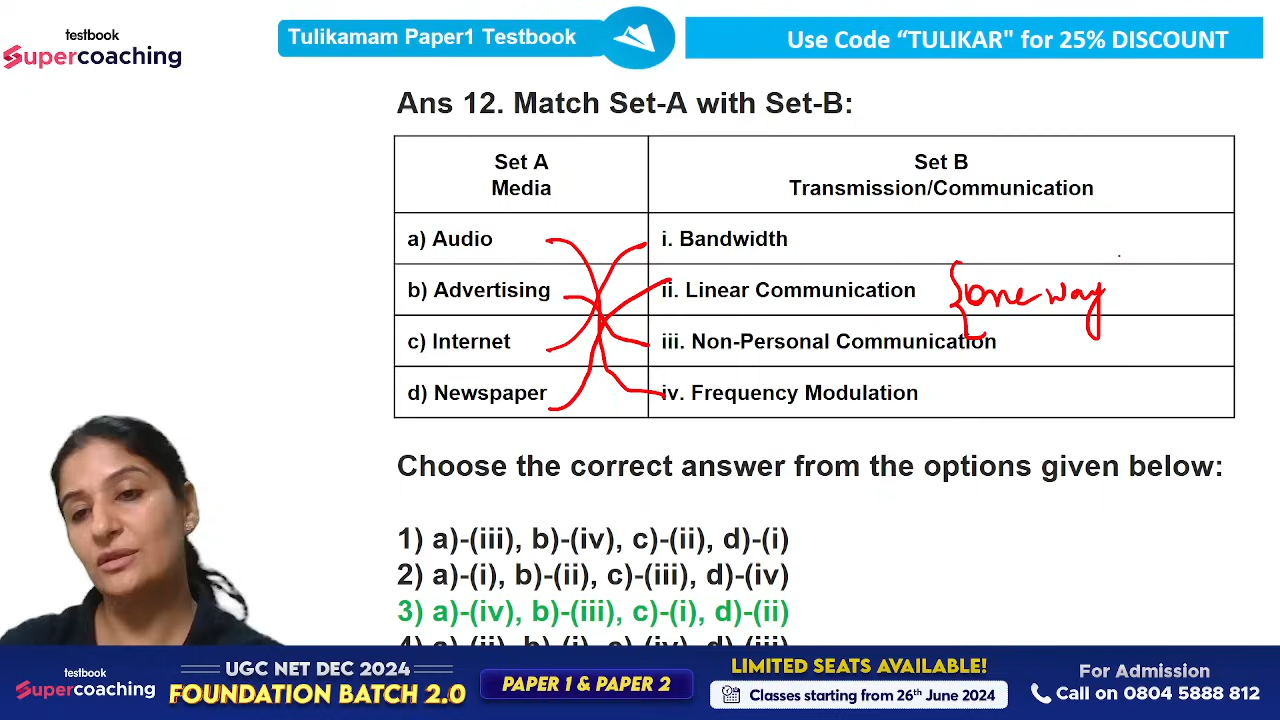 testbook
Supercoaching
Tulikamam Paper1 Testbook
Use Code “TULIKAR" for 25% DISCOUNT
Ans 12. Match Set-A with Set-B:
Set A
Media
Set B
Transmission/Communication
a) Audio
i. Bandwidth
b) Advertising
ii. Linear Communication
one way
c) Internet
iii. Non-Personal Communication
d) Newspaper
iv. Frequency Modulation
Choose the correct answer from the options given below:
1) a)-(iii), b)-(iv), c)-(ii), d)-(i)
2) a)-(i), b)-(ii), c)-(iii), d)-(iv)
3) a)-(iv), b)-(iii), c)-(i), d)-(ii)
4) a)-(ii), b)-(i), c)-(iv), d)-(iii)
testbook
Supercoaching
UGC NET DEC 2024
FOUNDATION BATCH 2.0
PAPER 1 & PAPER 2
LIMITED SEATS AVAILABLE!
Classes starting from 26th June 2024
For Admission
Call on 0804 5888 812